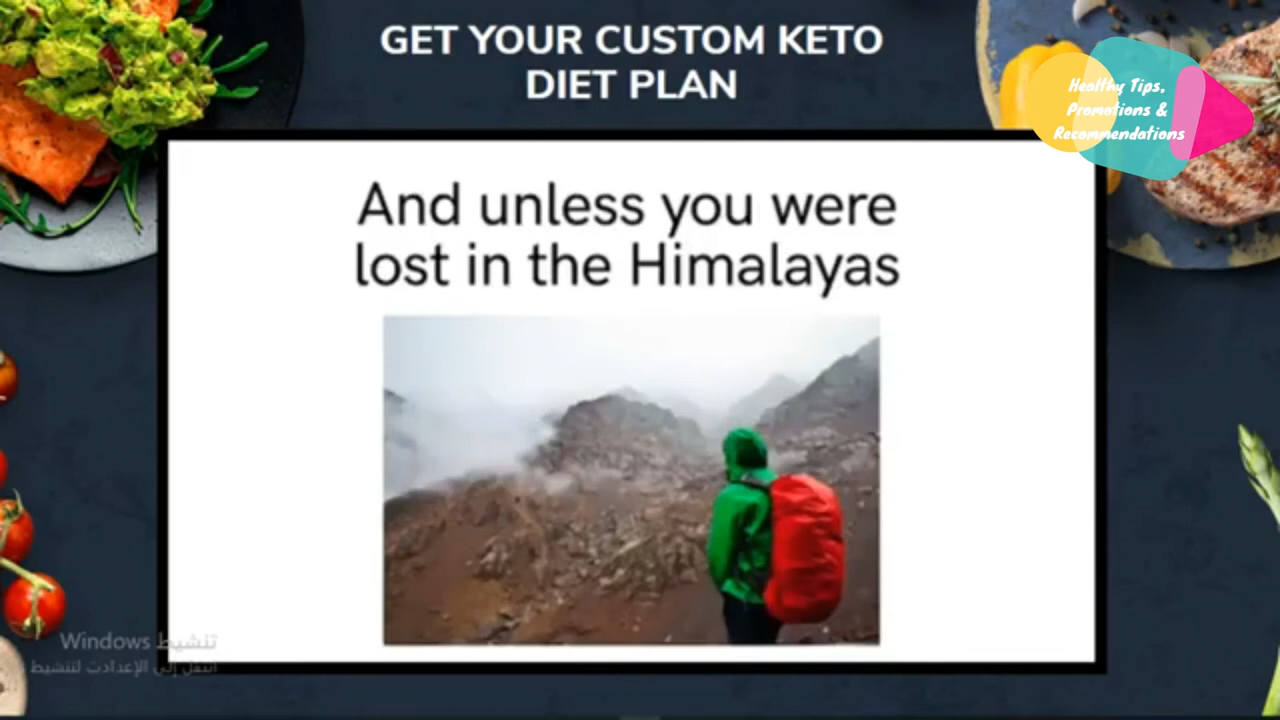 GET YOUR CUSTOM KETO
DIET PLAN
Healthy Tips,
Promotions &
Recommendations
And unless you were
lost in the Himalayas
تنشيط Windows
انتقل إلى الإعدادت لتنشيط